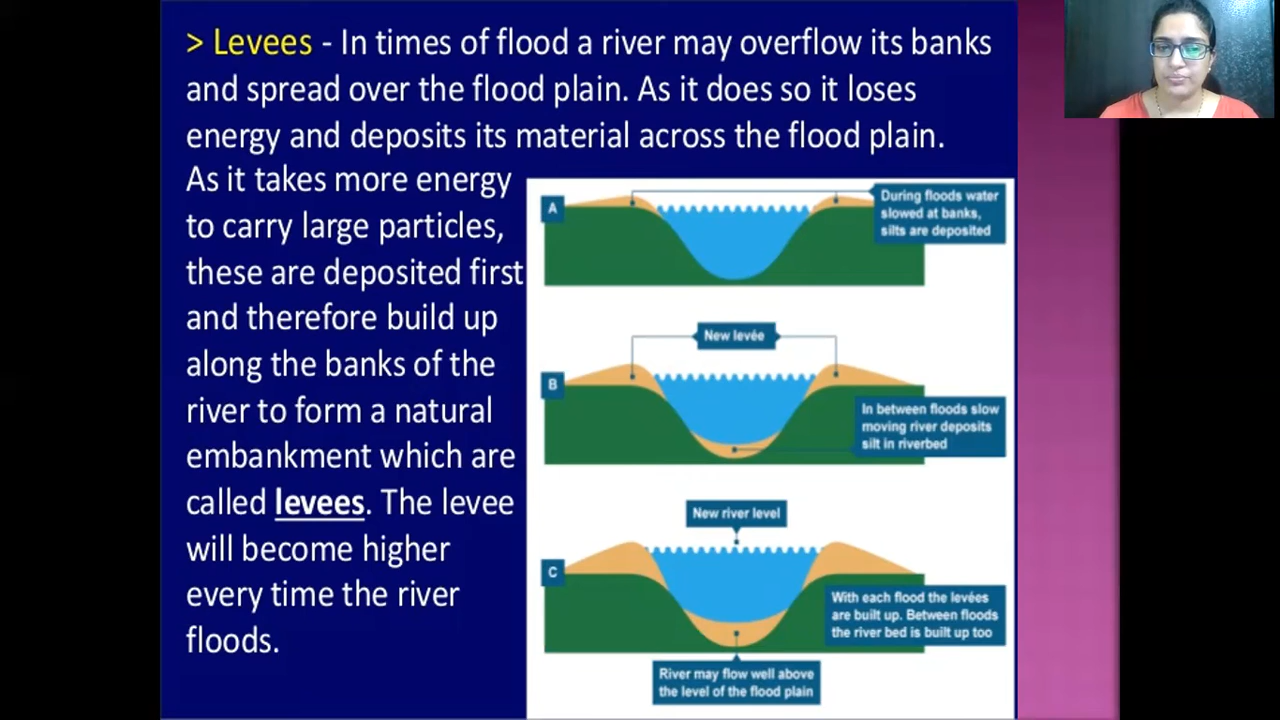 > Levees - In times of flood a river may overflow its banks
and spread over the flood plain. As it does so it loses
energy and deposits its material across the flood plain.
As it takes more energy
to carry large particles,
these are deposited first
and therefore build up
along the banks of the
river to form a natural
embankment which are
called levees. The levee
will become higher
every time the river
floods.
A
During floods water
slowed at banks,
silts are deposited
New levée
B
In between floods slow
moving river deposits
silt in riverbed
New river level
C
With each flood the levées
are built up. Between floods
the river bed is built up too
River may flow well above
the level of the flood plain